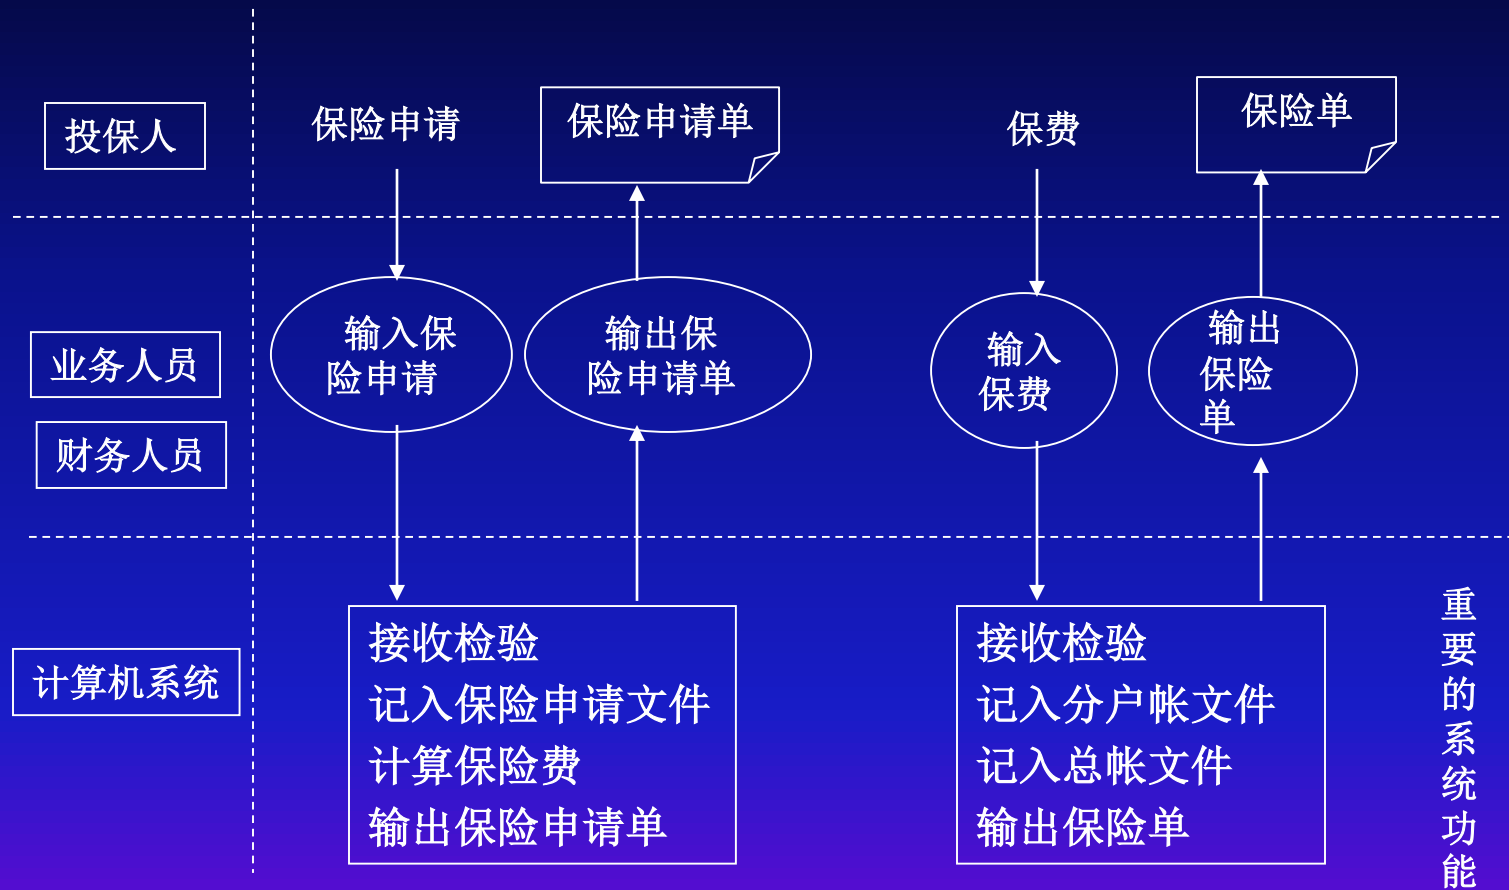 投保人
保险申请
保险申请单
保费
保险单
业务人员
财务人员
输入保
险申请
输出保
险申请单
输入
保费
输出
保险
单
计算机系统
接收检验
记入保险申请文件
计算保险费
输出保险申请单
接收检验
记入分户帐文件
记入总帐文件
输出保险单
重
要
的
系
统
功
能